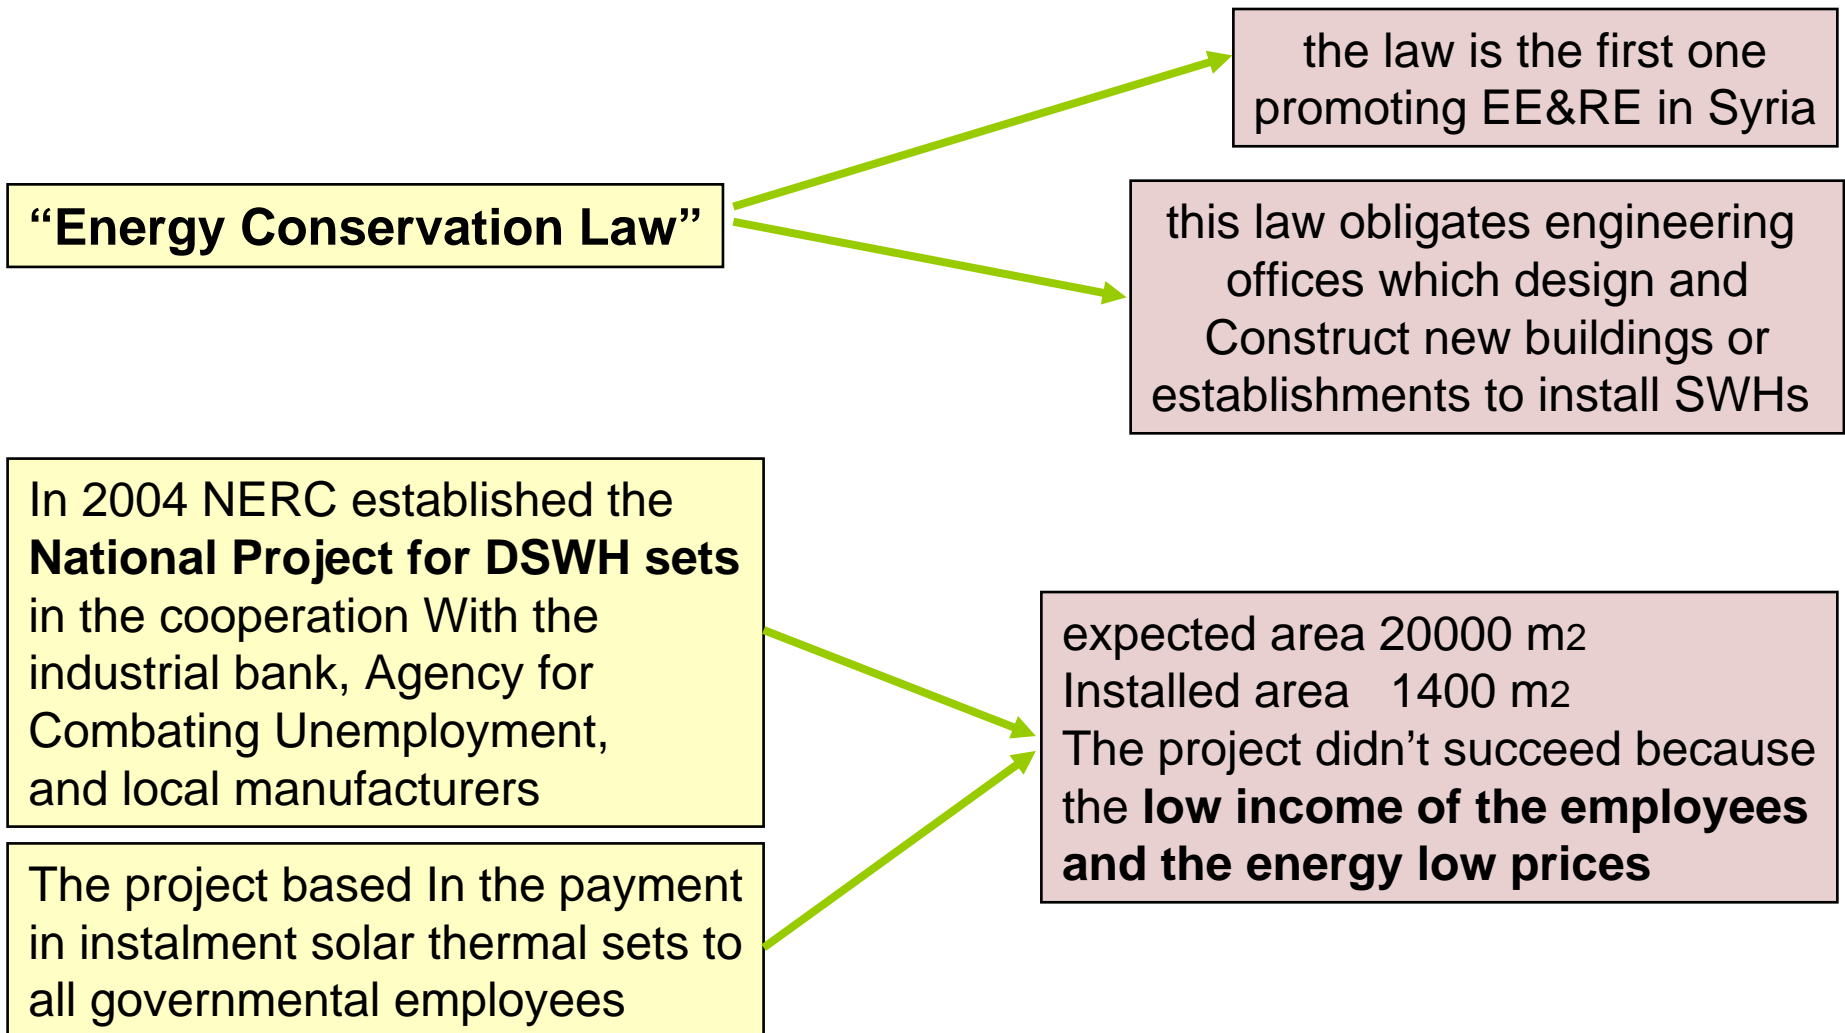 the law is the first one
promoting EE&RE in Syria
“Energy Conservation Law”
this law obligates engineering
offices which design and
Construct new buildings or
establishments to install SWHs
In 2004 NERC established the
National Project for DSWH sets
in the cooperation With the
industrial bank, Agency for
Combating Unemployment,
and local manufacturers
expected area 20000 m2
Installed area 1400 m2
The project didn’t succeed because
the low income of the employees
and the energy low prices
The project based In the payment
in instalment solar thermal sets to
all governmental employees